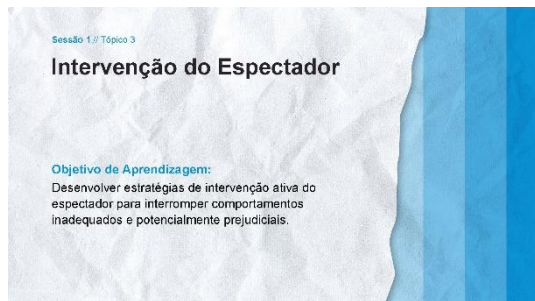 Sessão 1 // Tópico 3
Intervenção do Espectador
Objetivo de Aprendizagem:
Desenvolver estratégias de intervenção ativa do
espectador para interromper comportamentos
inadequados e potencialmente prejudiciais.